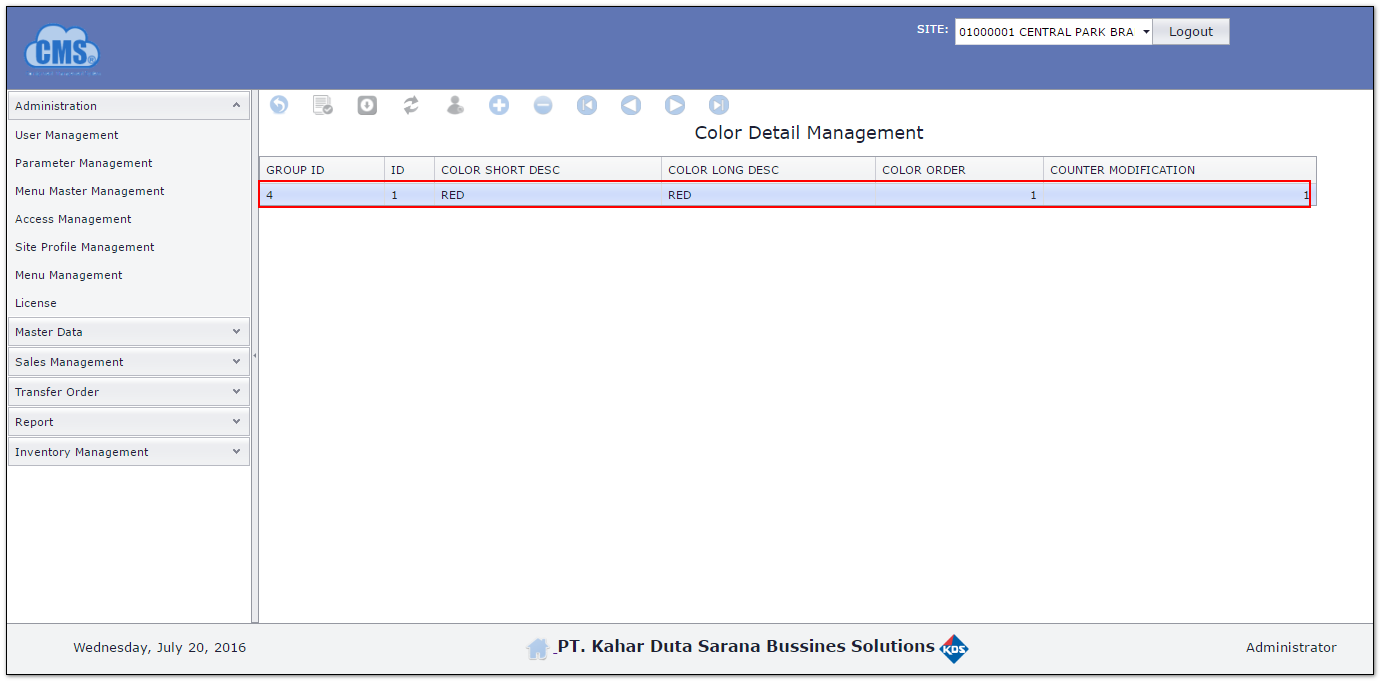 CMS®
SITE: 01000001 CENTRAL PARK BRA Logout
Administration
User Management
Parameter Management
Menu Master Management
Access Management
Site Profile Management
Menu Management
License
Master Data
Sales Management
Transfer Order
Report
Inventory Management
Color Detail Management
GROUP ID ID COLOR SHORT DESC COLOR LONG DESC COLOR ORDER COUNTER MODIFICATION
4 1 RED RED 1 1
Wednesday, July 20, 2016
PT. Kahar Duta Sarana Bussines Solutions KDS
Administrator